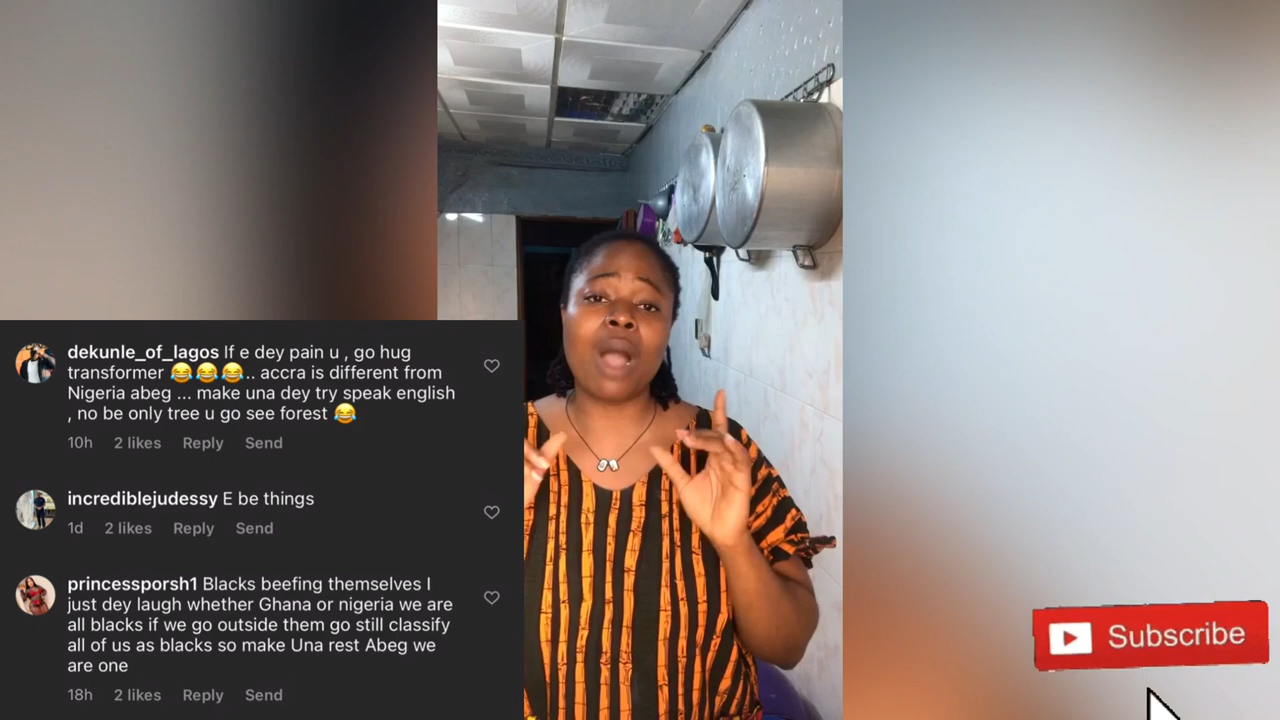 dekunle_of_lagos If e dey pain u , go hug
transformer 😂😂😂.. accra is different from
Nigeria abeg ... make una dey try speak english
, no be only tree u go see forest 😂
10h 2 likes Reply Send
incrediblejudessy E be things
1d 2 likes Reply Send
princessporsh1 Blacks beefing themselves I
just dey laugh whether Ghana or nigeria we are
all blacks if we go outside them go still classify
all of us as blacks so make Una rest Abeg we
are one
18h 2 likes Reply Send
Subscribe